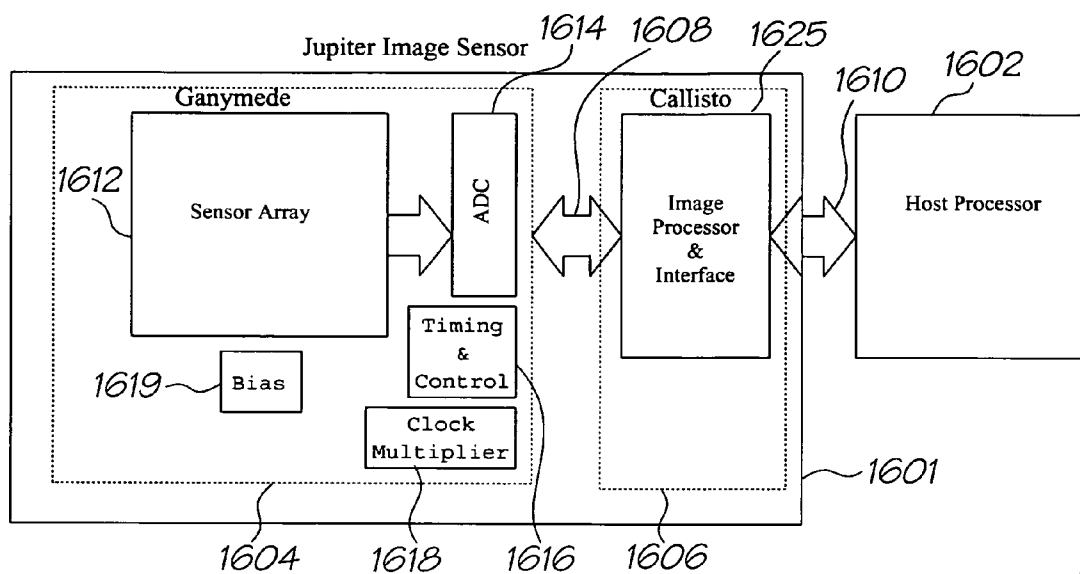 1614
1608
1625
1602
Jupiter Image Sensor
1610
Ganymede
Callisto
1612
Sensor Array
ADC
Image
Processor
&
Interface
Host Processor
Timing
&
Control
1619
Bias
Clock
Multiplier
1601
1604
1618
1616
1606